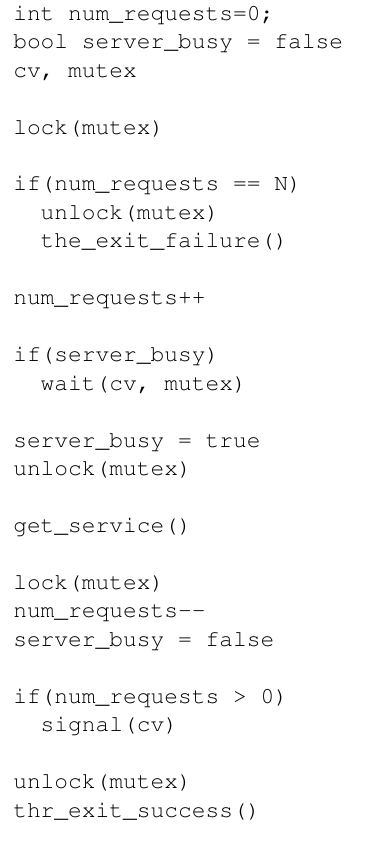 int num_requests=0;
bool server_busy = false
cv, mutex
lock(mutex)
if(num_requests == N)
unlock(mutex)
the_exit_failure()
num_requests++
if(server_busy)
wait(cv, mutex)
server_busy = true
unlock(mutex)
get_service()
lock(mutex)
num_requests--
server_busy = false
if(num_requests > 0)
signal(cv)
unlock(mutex)
thr_exit_success()